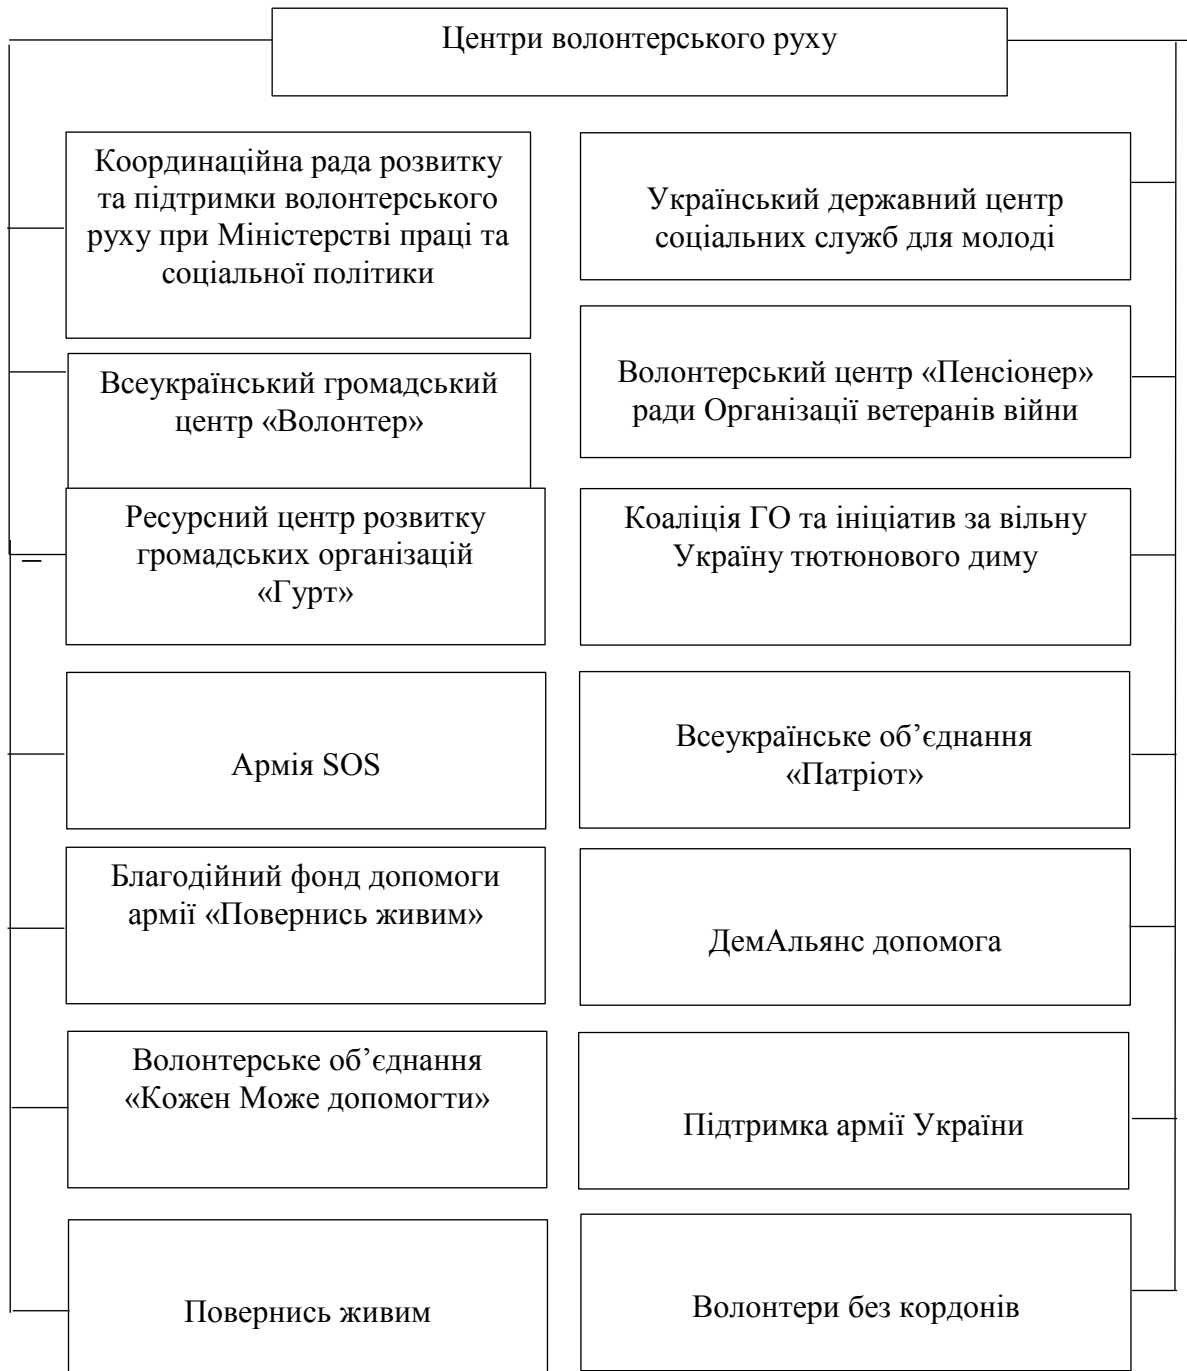 Центри волонтерського руху
Координаційна рада розвитку
та підтримки волонтерського
руху при Міністерстві праці та
соціальної політики
Український державний центр
соціальних служб для молоді
Всеукраїнський громадський
центр «Волонтер»
Волонтерський центр «Пенсіонер»
ради Організації ветеранів війни
Ресурсний центр розвитку
громадських організацій
«Гурт»
Коаліція ГО та ініціатив за вільну
Україну тютюнового диму
Армія SOS
Всеукраїнське об’єднання
«Патріот»
Благодійний фонд допомоги
армії «Повернись живим»
ДемАльянс допомога
Волонтерське об’єднання
«Кожен Може допомогти»
Підтримка армії України
Повернись живим
Волонтери без кордонів